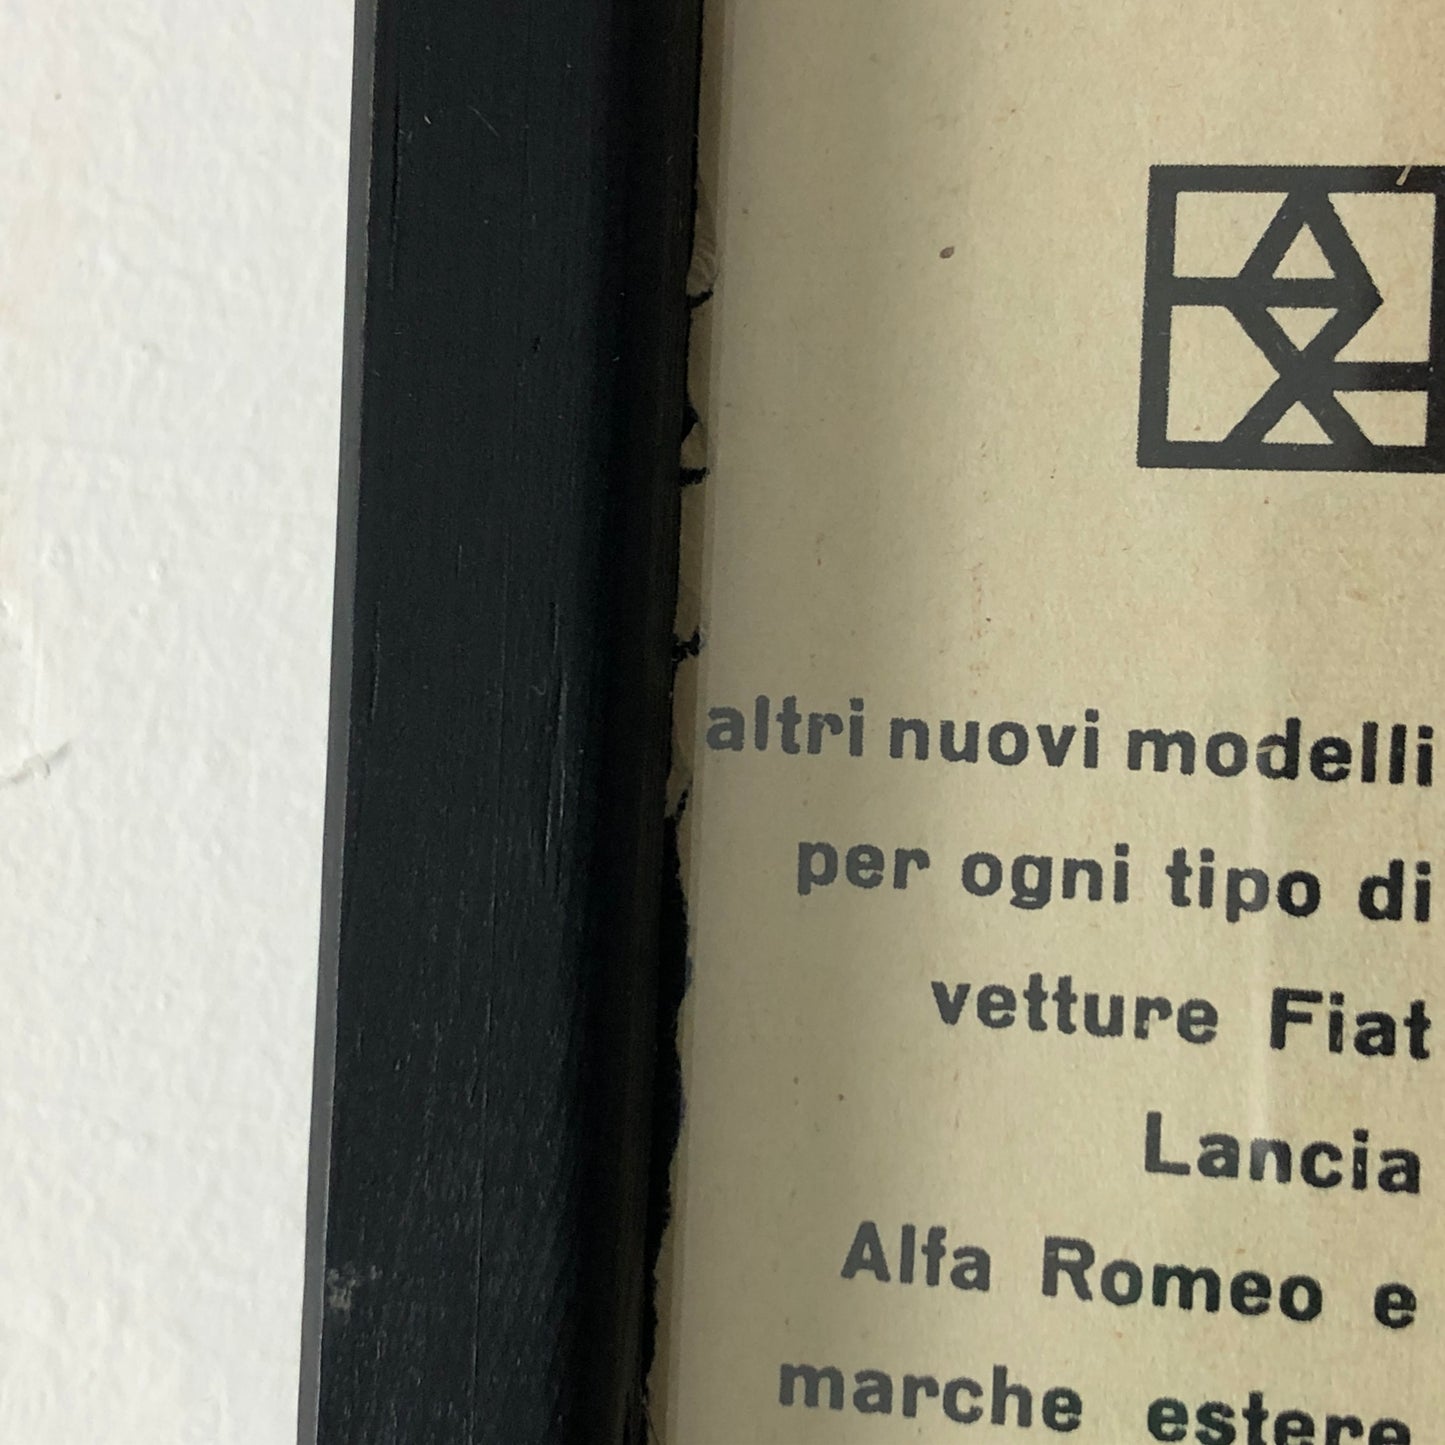 altri nuovi modelli
per ogni tipo di
vetture Fiat
Lancia
Alfa Romeo e
marche estere